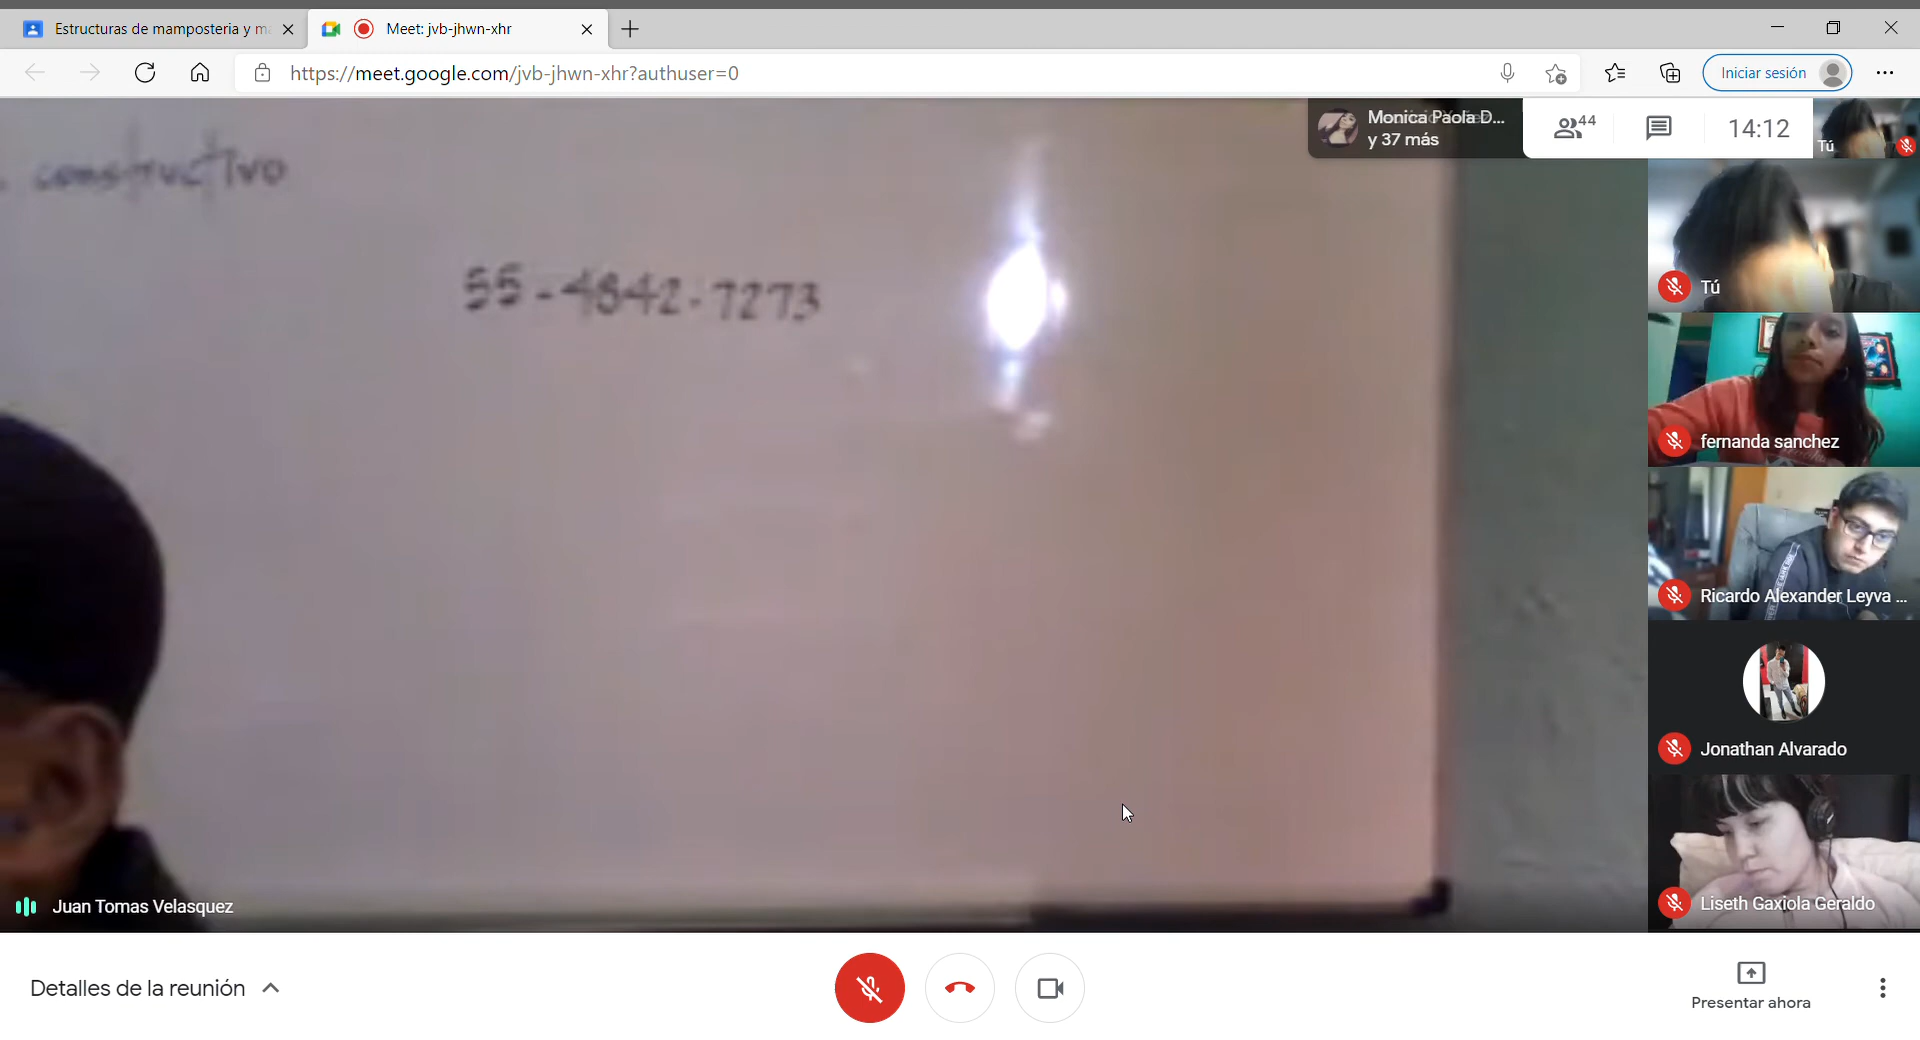 Estructuras de mamposteria y m
Meet: jvb-jhwn-xhr
https://meet.google.com/jvb-jhwn-xhr?authuser=0
Iniciar sesión
Monica Paola D...
y 37 más
44
14:12
Tú
constructivo
55-4842-7273
Tú
fernanda sanchez
Ricardo Alexander Leyva ...
Jonathan Alvarado
Liseth Gaxiola Geraldo
Juan Tomas Velasquez
Detalles de la reunión
Presentar ahora